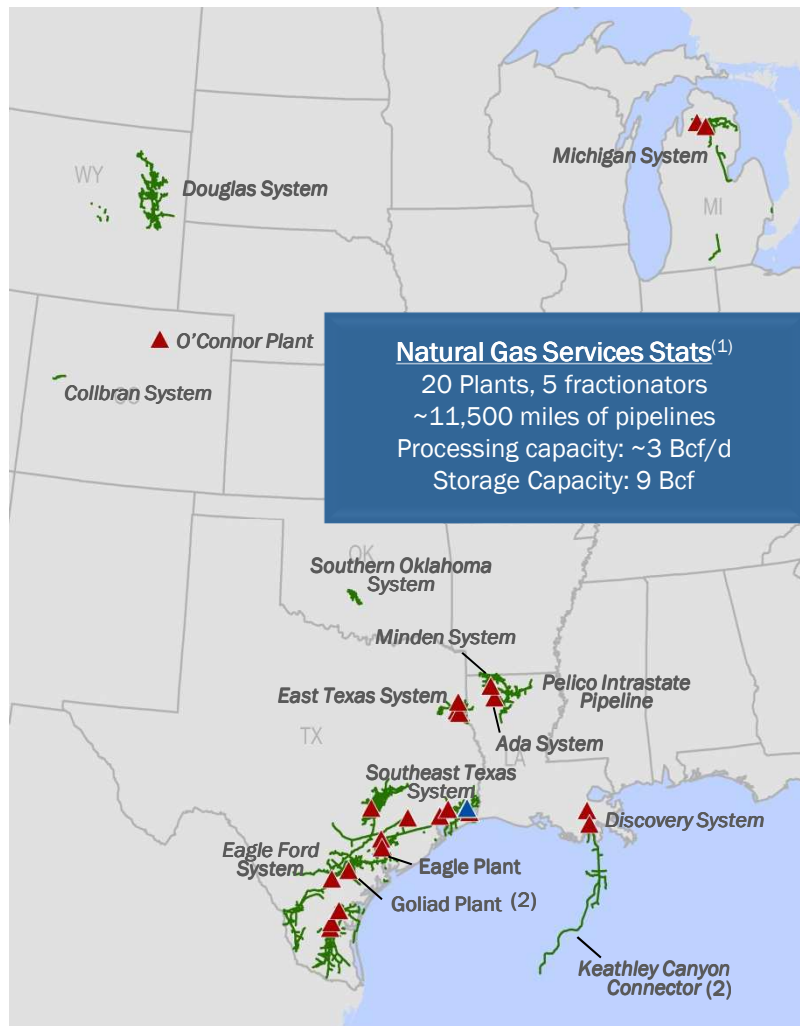 Michigan System
WY
Douglas System
MI
O'Connor Plant
Collbran System
CO
Natural Gas Services Stats(1)
20 Plants, 5 fractionators
~11,500 miles of pipelines
Processing capacity: ~3 Bcf/d
Storage Capacity: 9 Bcf
OK
Southern Oklahoma
System
Minden System
East Texas System
Pelico Intrastate
Pipeline
TX
Ada System
LA
Southeast Texas
System
Discovery System
Eagle Ford
System
Eagle Plant
Goliad Plant (2)
Keathley Canyon
Connector (2)